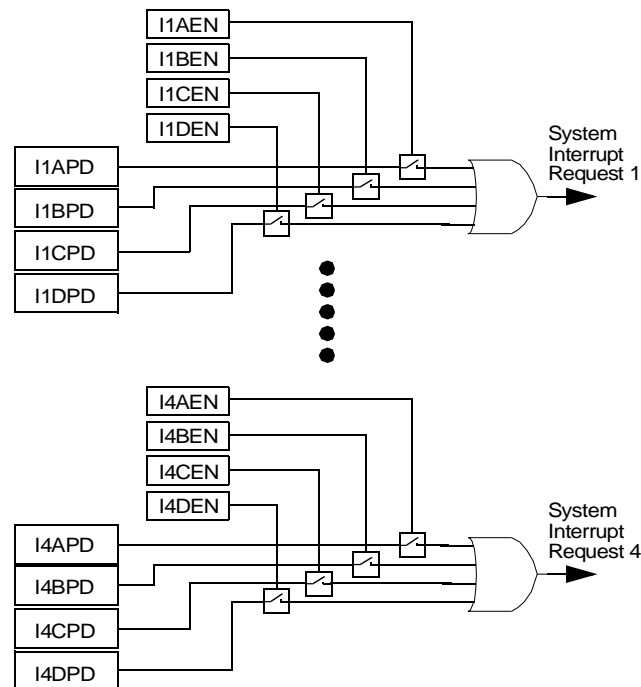 I1AEN
I1BEN
I1CEN
I1DEN
I1APD
I1BPD
I1CPD
I1DPD
System
Interrupt
Request 1
I4AEN
I4BEN
I4CEN
I4DEN
I4APD
I4BPD
I4CPD
I4DPD
System
Interrupt
Request 4